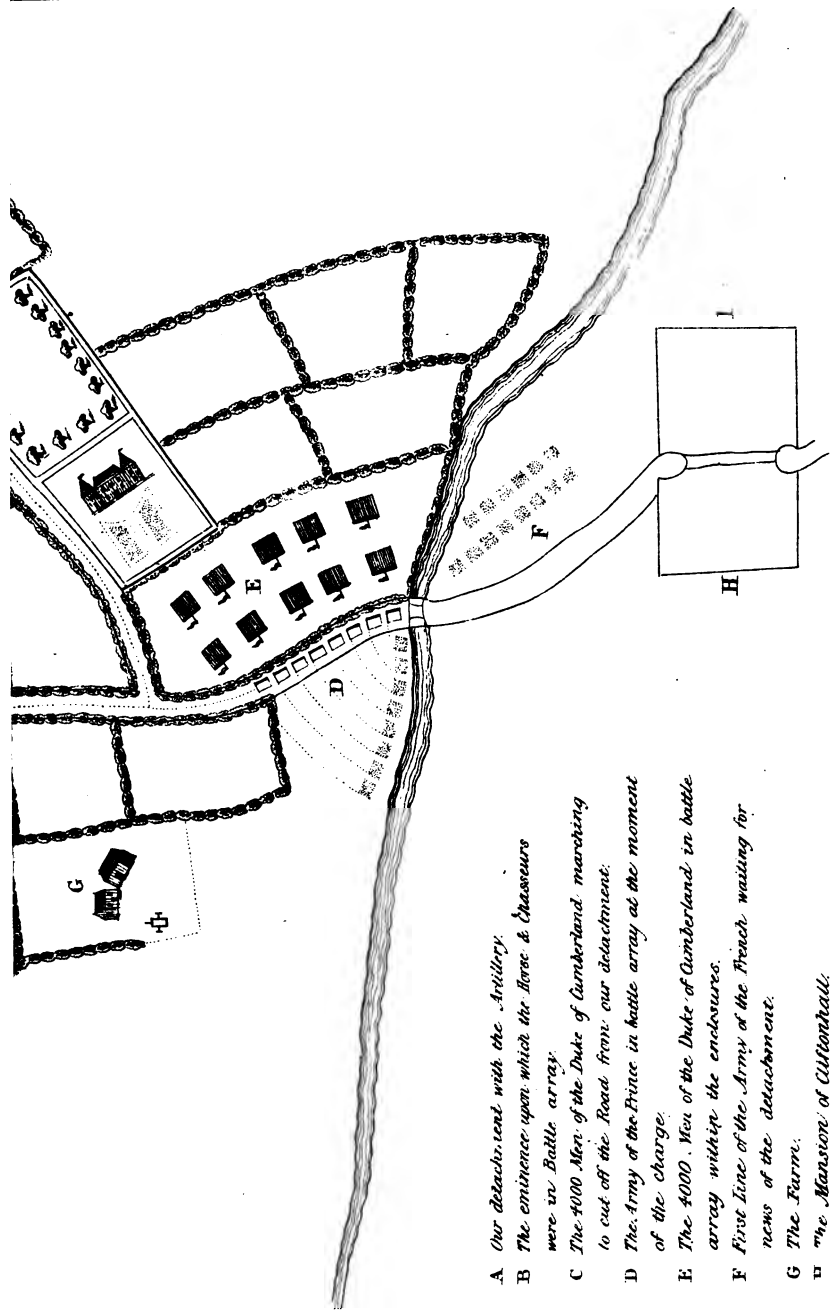 G
E
D
F
H
I
A Our detachment with the Artillery.
B The eminence upon which the Horse & Chasseurs
were in Battle array.
C The 4000 Men of the Duke of Cumberland marching
to cut off the Road from our detachment.
D The Army of the Prince in battle array at the moment
of the charge.
E The 4000 Men of the Duke of Cumberland in battle
array within the enclosures.
F First Line of the Army of the French waiting for
news of the detachment.
G The Farm.
H The Mansion of Cliftonhall.